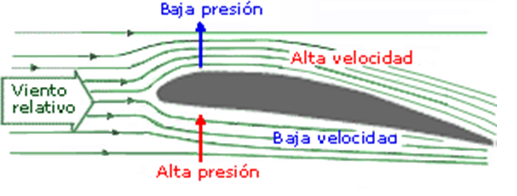 Baja presión
Alta velocidad
Viento
relativo
Baja velocidad
Alta presión